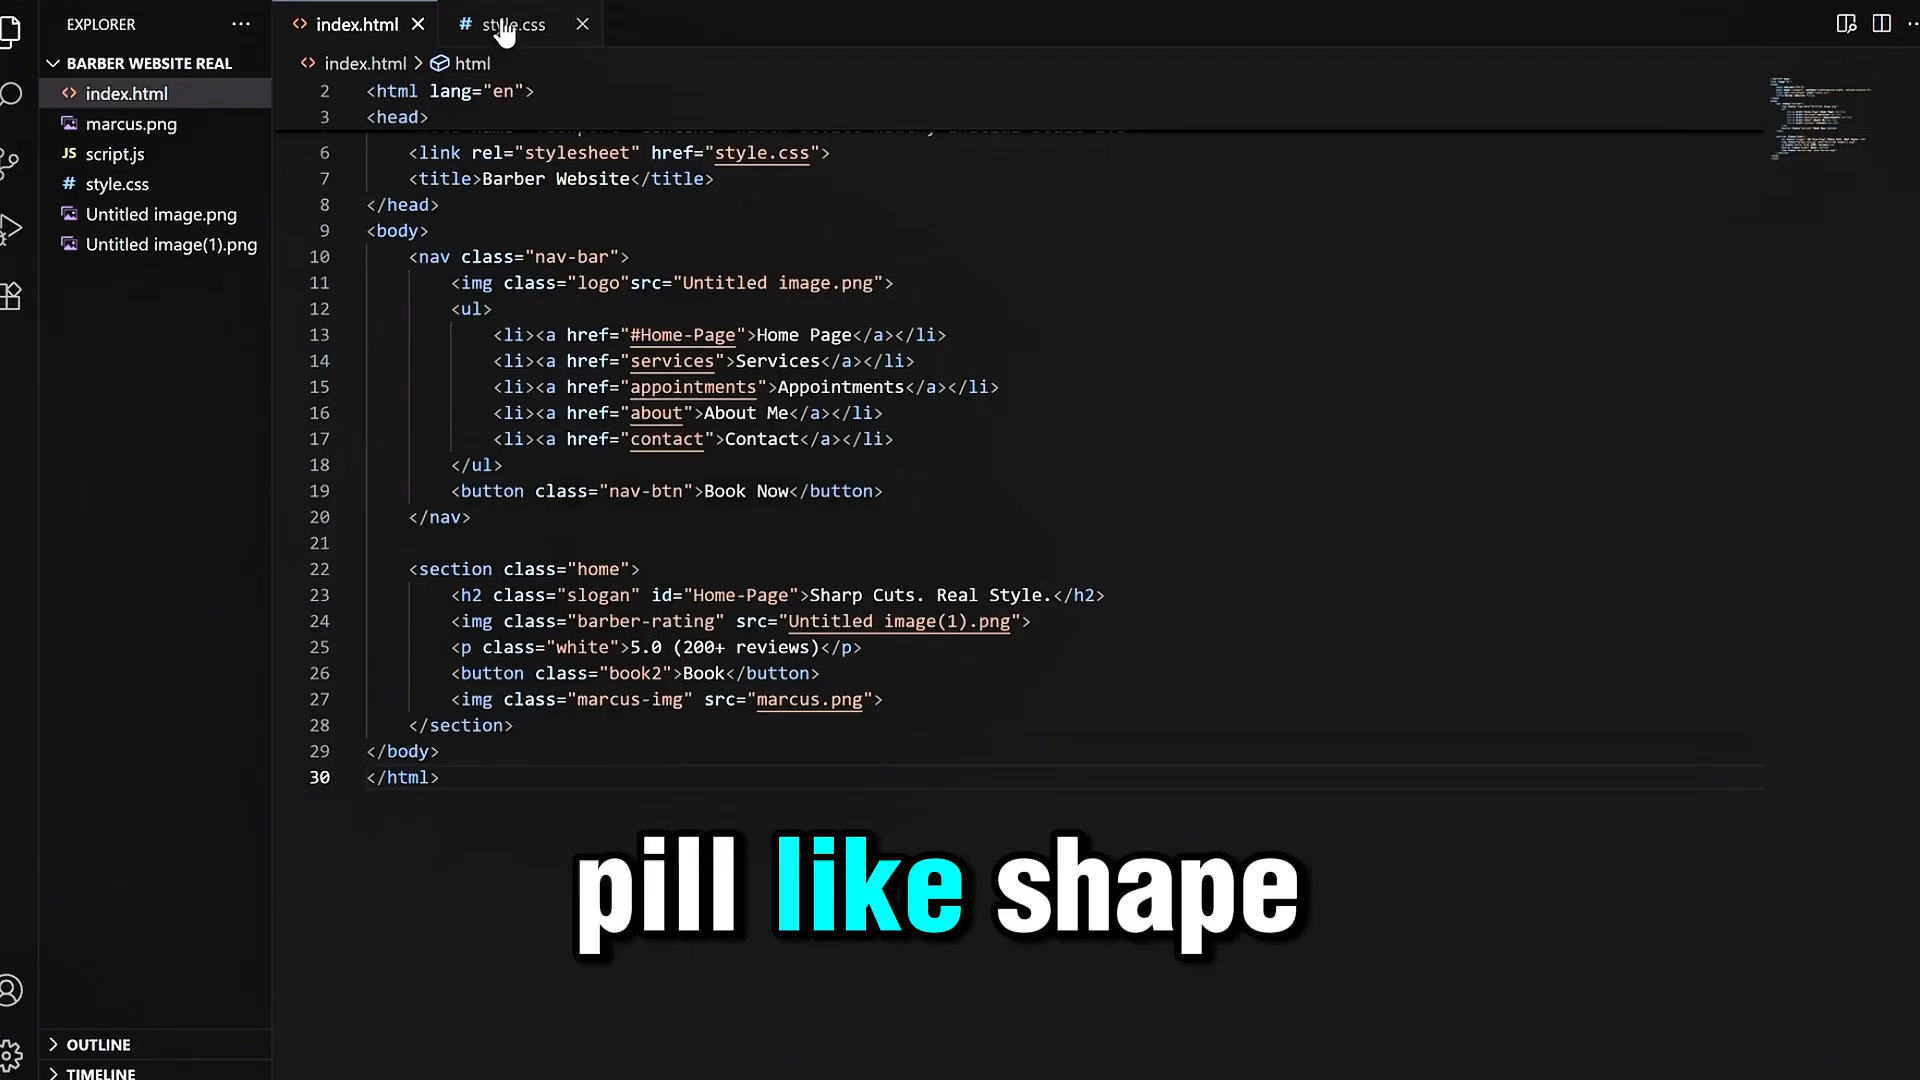 EXPLORER
BARBER WEBSITE REAL
index.html
marcus.png
JS script.js
# style.css
Untitled image.png
Untitled image(1).png
OUTLINE
TIMELINE
<> index.html
# style.css
<> index.html > html
2 <html lang="en">
3 <head>
6 <link rel="stylesheet" href="style.css">
7 <title>Barber Website</title>
8 </head>
9 <body>
10 <nav class="nav-bar">
11 <img class="logo"src="Untitled image.png">
12 <ul>
13 <li><a href="#Home-Page">Home Page</a></li>
14 <li><a href="services">Services</a></li>
15 <li><a href="appointments">Appointments</a></li>
16 <li><a href="about">About Me</a></li>
17 <li><a href="contact">Contact</a></li>
18 </ul>
19 <button class="nav-btn">Book Now</button>
20 </nav>
21
22 <section class="home">
23 <h2 class="slogan" id="Home-Page">Sharp Cuts. Real Style.</h2>
24 <img class="barber-rating" src="Untitled image(1).png">
25 <p class="white">5.0 (200+ reviews)</p>
26 <button class="book2">Book</button>
27 <img class="marcus-img" src="marcus.png">
28 </section>
29 </body>
30 </html>
pill like shape